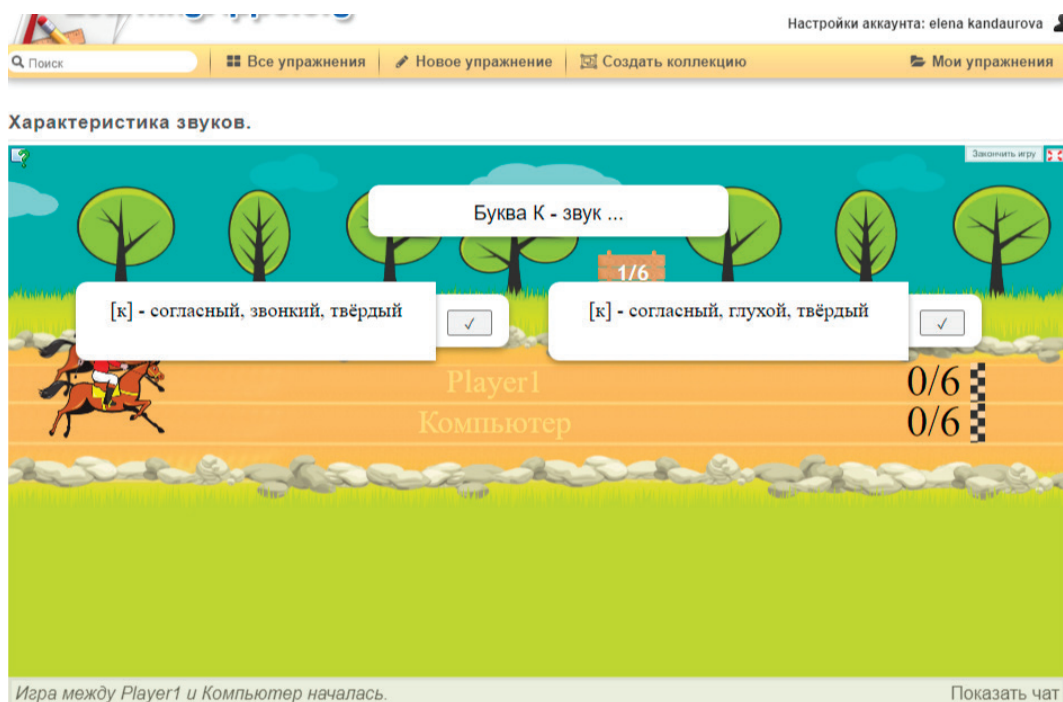 Настройки аккаунта: elena kandaurova
Поиск
Все упражнения
Новое упражнение
Создать коллекцию
Мои упражнения
Характеристика звуков.
Закончить игру
Буква К - звук ...
1/6
[к] - согласный, звонкий, твёрдый
[к] - согласный, глухой, твёрдый
Player1
0/6
Компьютер
0/6
Игра между Player1 и Компьютер началась.
Показать чат